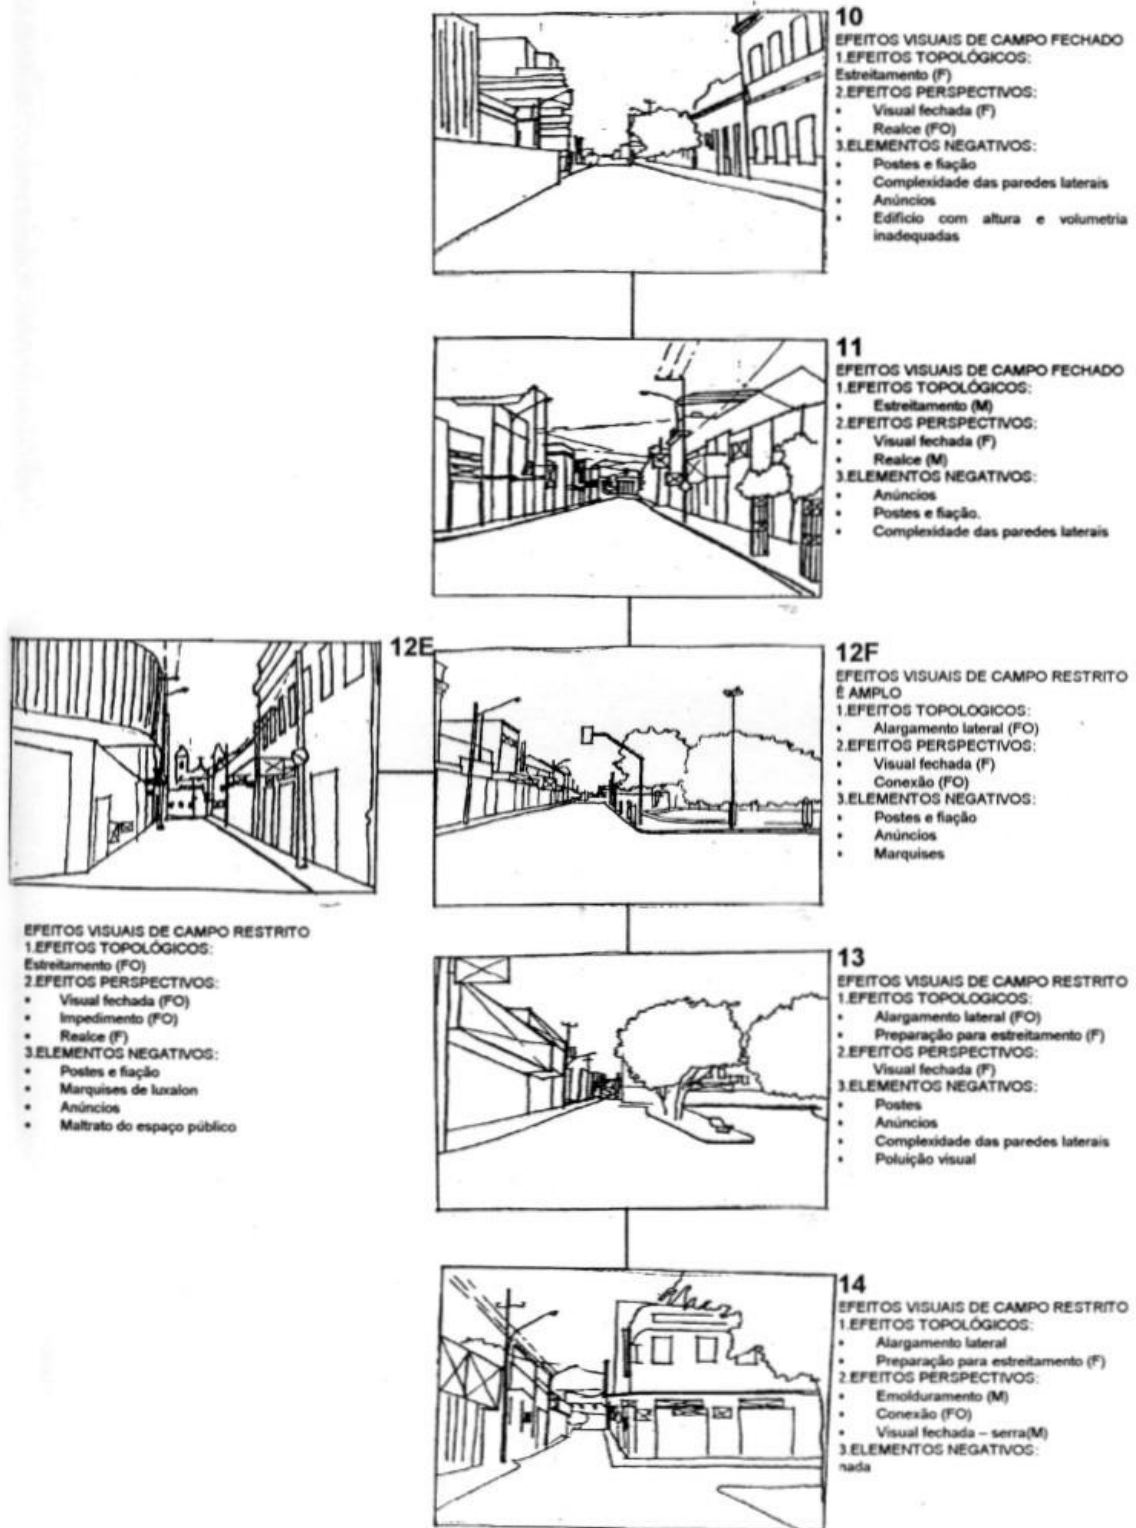 10
EFEITOS VISUAIS DE CAMPO FECHADO
1.EFEITOS TOPOLÓGICOS:
Estreitamento (F)
2.EFEITOS PERSPECTIVOS:
• Visual fechada (F)
• Realce (FO)
3.ELEMENTOS NEGATIVOS:
• Postes e fiação
• Complexidade das paredes laterais
• Anúncios
• Edifício com altura e volumetria
inadequadas
11
EFEITOS VISUAIS DE CAMPO FECHADO
1.EFEITOS TOPOLÓGICOS:
• Estreitamento (M)
2.EFEITOS PERSPECTIVOS:
• Visual fechada (F)
• Realce (M)
3.ELEMENTOS NEGATIVOS:
• Anúncios
• Postes e fiação.
• Complexidade das paredes laterais
12E
EFEITOS VISUAIS DE CAMPO RESTRITO
1.EFEITOS TOPOLÓGICOS:
Estreitamento (FO)
2.EFEITOS PERSPECTIVOS:
• Visual fechada (FO)
• Impedimento (FO)
• Realce (F)
3.ELEMENTOS NEGATIVOS:
• Postes e fiação
• Marquises de luxalon
• Anúncios
• Maltrato do espaço público
12F
EFEITOS VISUAIS DE CAMPO RESTRITO
E AMPLO
1.EFEITOS TOPOLOGICOS:
• Alargamento lateral (FO)
2.EFEITOS PERSPECTIVOS:
• Visual fechada (F)
• Conexão (FO)
3.ELEMENTOS NEGATIVOS:
• Postes e fiação
• Anúncios
• Marquises
13
EFEITOS VISUAIS DE CAMPO RESTRITO
1.EFEITOS TOPOLOGICOS:
• Alargamento lateral (FO)
• Preparação para estreitamento (F)
2.EFEITOS PERSPECTIVOS:
Visual fechada (F)
3.ELEMENTOS NEGATIVOS:
• Postes
• Anúncios
• Complexidade das paredes laterais
• Poluição visual
14
EFEITOS VISUAIS DE CAMPO RESTRITO
1.EFEITOS TOPOLÓGICOS:
• Alargamento lateral
• Preparação para estreitamento (F)
2.EFEITOS PERSPECTIVOS:
• Emolduramento (M)
• Conexão (FO)
• Visual fechada – serra(M)
3.ELEMENTOS NEGATIVOS:
nada